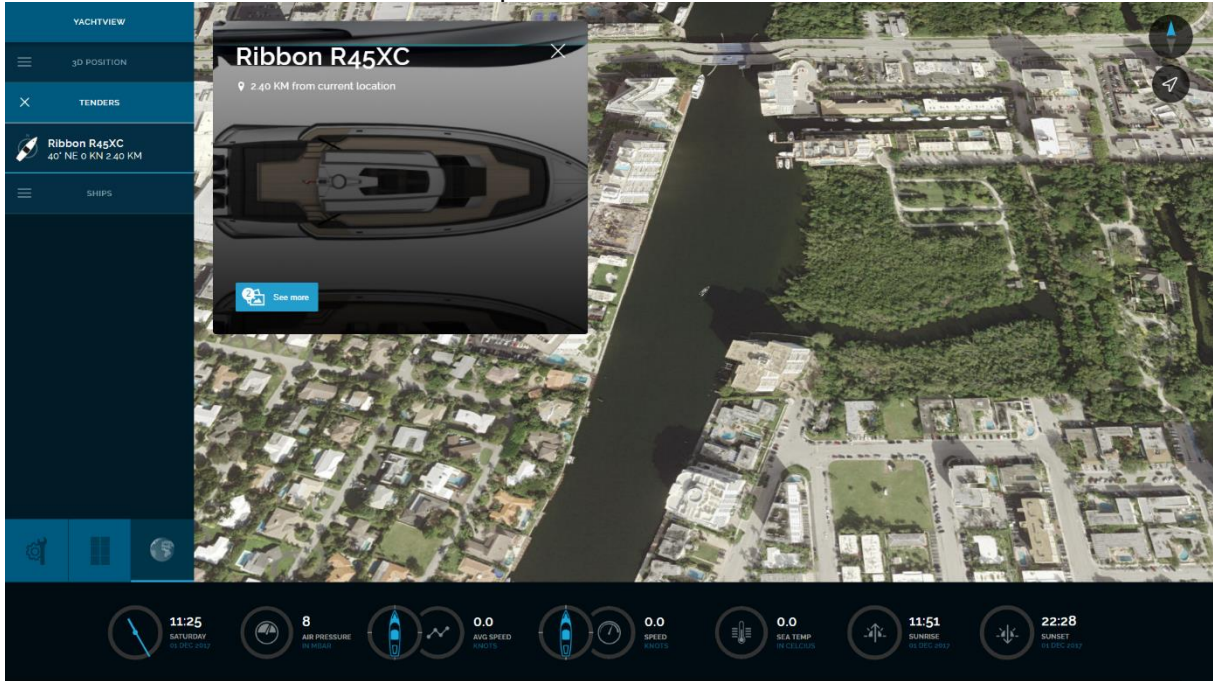 YACHTVIEW
3D POSITION
TENDERS
Ribbon R45XC
40° NE 0 KN 2.40 KM
SHIPS
Ribbon R45XC
2.40 KM from current location
2
See more
11:25
SATURDAY
01 DEC 2017
8
AIR PRESSURE
IN MBAR
0.0
AVG SPEED
KNOTS
0.0
SPEED
KNOTS
0.0
SEA TEMP
IN CELCIUS
11:51
SUNRISE
01 DEC 2017
22:28
SUNSET
01 DEC 2017